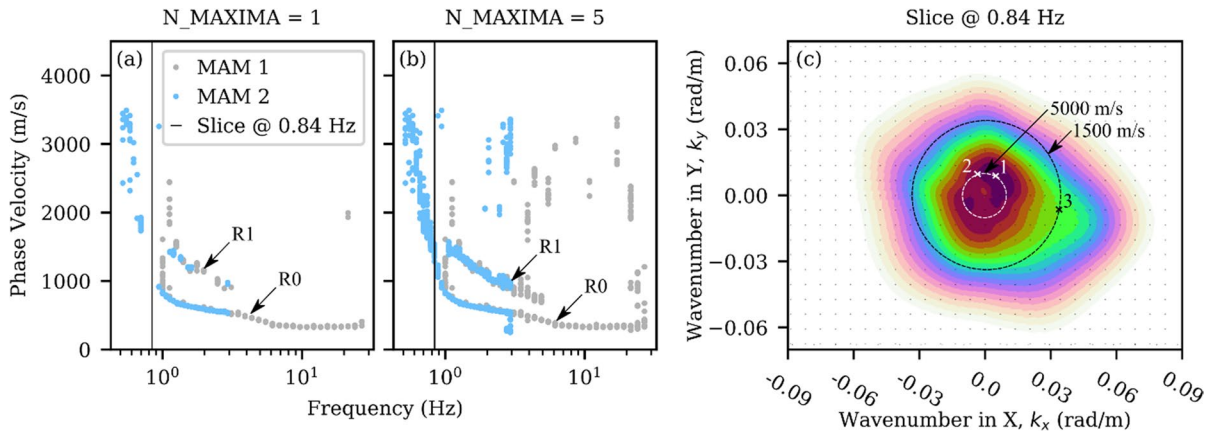 N_MAXIMA = 1
N_MAXIMA = 5
Slice @ 0.84 Hz
(a)
MAM 1
MAM 2
Slice @ 0.84 Hz
(b)
(c)
4000
3000
2000
1000
0
Phase Velocity (m/s)
R1
R0
R1
R0
10⁰
10¹
10⁰
10¹
Frequency (Hz)
0.06
0.03
0.00
−0.03
−0.06
Wavenumber in Y, k_y (rad/m)
5000 m/s
1500 m/s
2
1
3
-0.09
-0.06
-0.03
0.0
0.03
0.06
0.09
Wavenumber in X, k_x (rad/m)